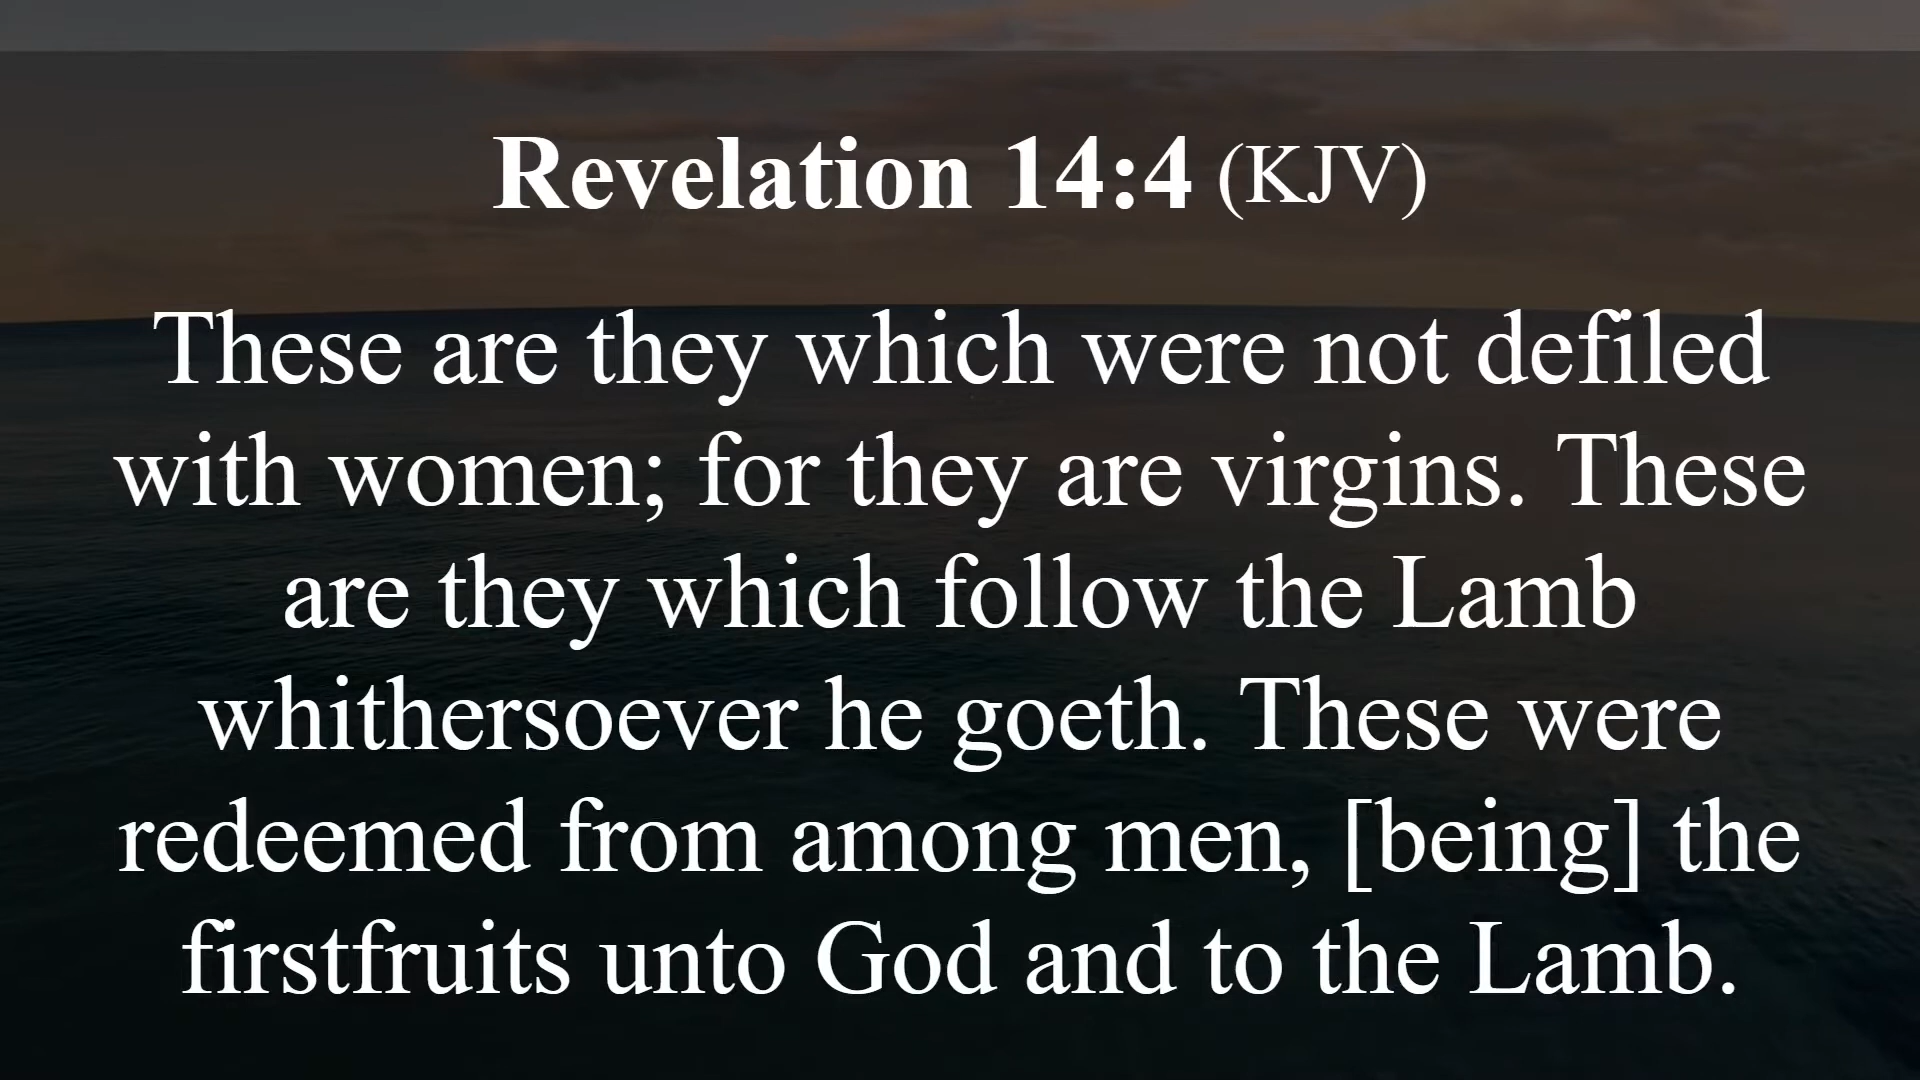 Revelation 14:4 (KJV)
These are they which were not defiled
with women; for they are virgins. These
are they which follow the Lamb
whithersoever he goeth. These were
redeemed from among men, [being] the
firstfruits unto God and to the Lamb.